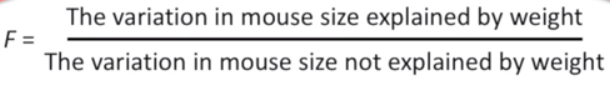 The variation in mouse size explained by weight
F =
The variation in mouse size not explained by weight